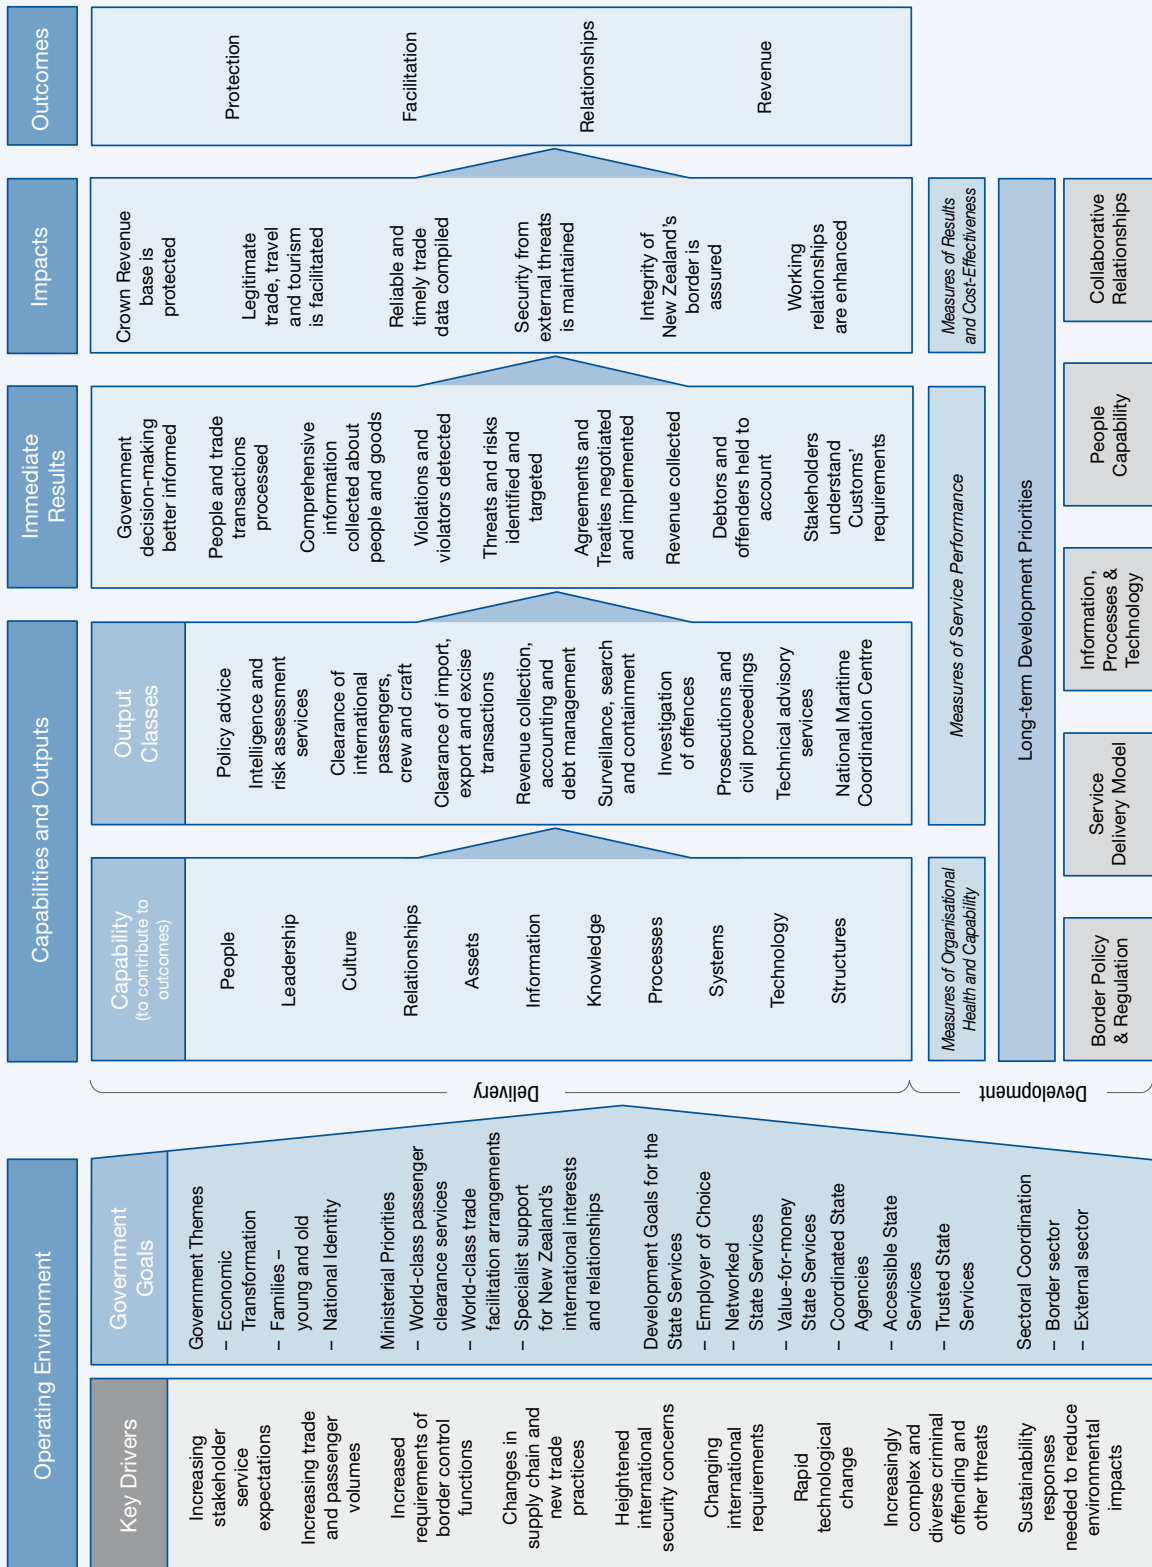 Operating Environment
Key Drivers
Increasing
stakeholder
service
expectations
Increasing trade
and passenger
volumes
Increased
requirements of
border control
functions
Changes in
supply chain and
new trade
practices
Heightened
international
security concerns
Changing
international
requirements
Rapid
technological
change
Increasingly
complex and
diverse criminal
offending and
other threats
Sustainability
responses
needed to reduce
environmental
impacts
Government
Goals
Government Themes
– Economic
Transformation
– Families –
young and old
– National Identity
Ministerial Priorities
– World-class passenger
clearance services
– World-class trade
facilitation arrangements
– Specialist support
for New Zealand's
international interests
and relationships
Development Goals for the
State Services
– Employer of Choice
– Networked
State Services
– Value-for-money
State Services
– Coordinated State
Agencies
– Accessible State
Services
– Trusted State
Services
Sectoral Coordination
– Border sector
– External sector
Delivery
Development
Capabilities and Outputs
Capability
(to contribute to
outcomes)
People
Leadership
Culture
Relationships
Assets
Information
Knowledge
Processes
Systems
Technology
Structures
Output
Classes
Policy advice
Intelligence and
risk assessment
services
Clearance of
international
passengers,
crew and craft
Clearance of import,
export and excise
transactions
Revenue collection,
accounting and
debt management
Surveillance, search
and containment
Investigation
of offences
Prosecutions and
civil proceedings
Technical advisory
services
National Maritime
Coordination Centre
Immediate
Results
Government
decision-making
better informed
People and trade
transactions
processed
Comprehensive
information
collected about
people and goods
Violations and
violators detected
Threats and risks
identified and
targeted
Agreements and
Treaties negotiated
and implemented
Revenue collected
Debtors and
offenders held to
account
Stakeholders
understand
Customs'
requirements
Impacts
Crown Revenue
base is
protected
Legitimate
trade, travel
and tourism
is facilitated
Reliable and
timely trade
data compiled
Security from
external threats
is maintained
Integrity of
New Zealand's
border is
assured
Working
relationships
are enhanced
Outcomes
Protection
Facilitation
Relationships
Revenue
Measures of Organisational
Health and Capability
Measures of Service Performance
Measures of Results
and Cost-Effectiveness
Long-term Development Priorities
Border Policy
& Regulation
Service
Delivery Model
Information,
Processes &
Technology
People
Capability
Collaborative
Relationships